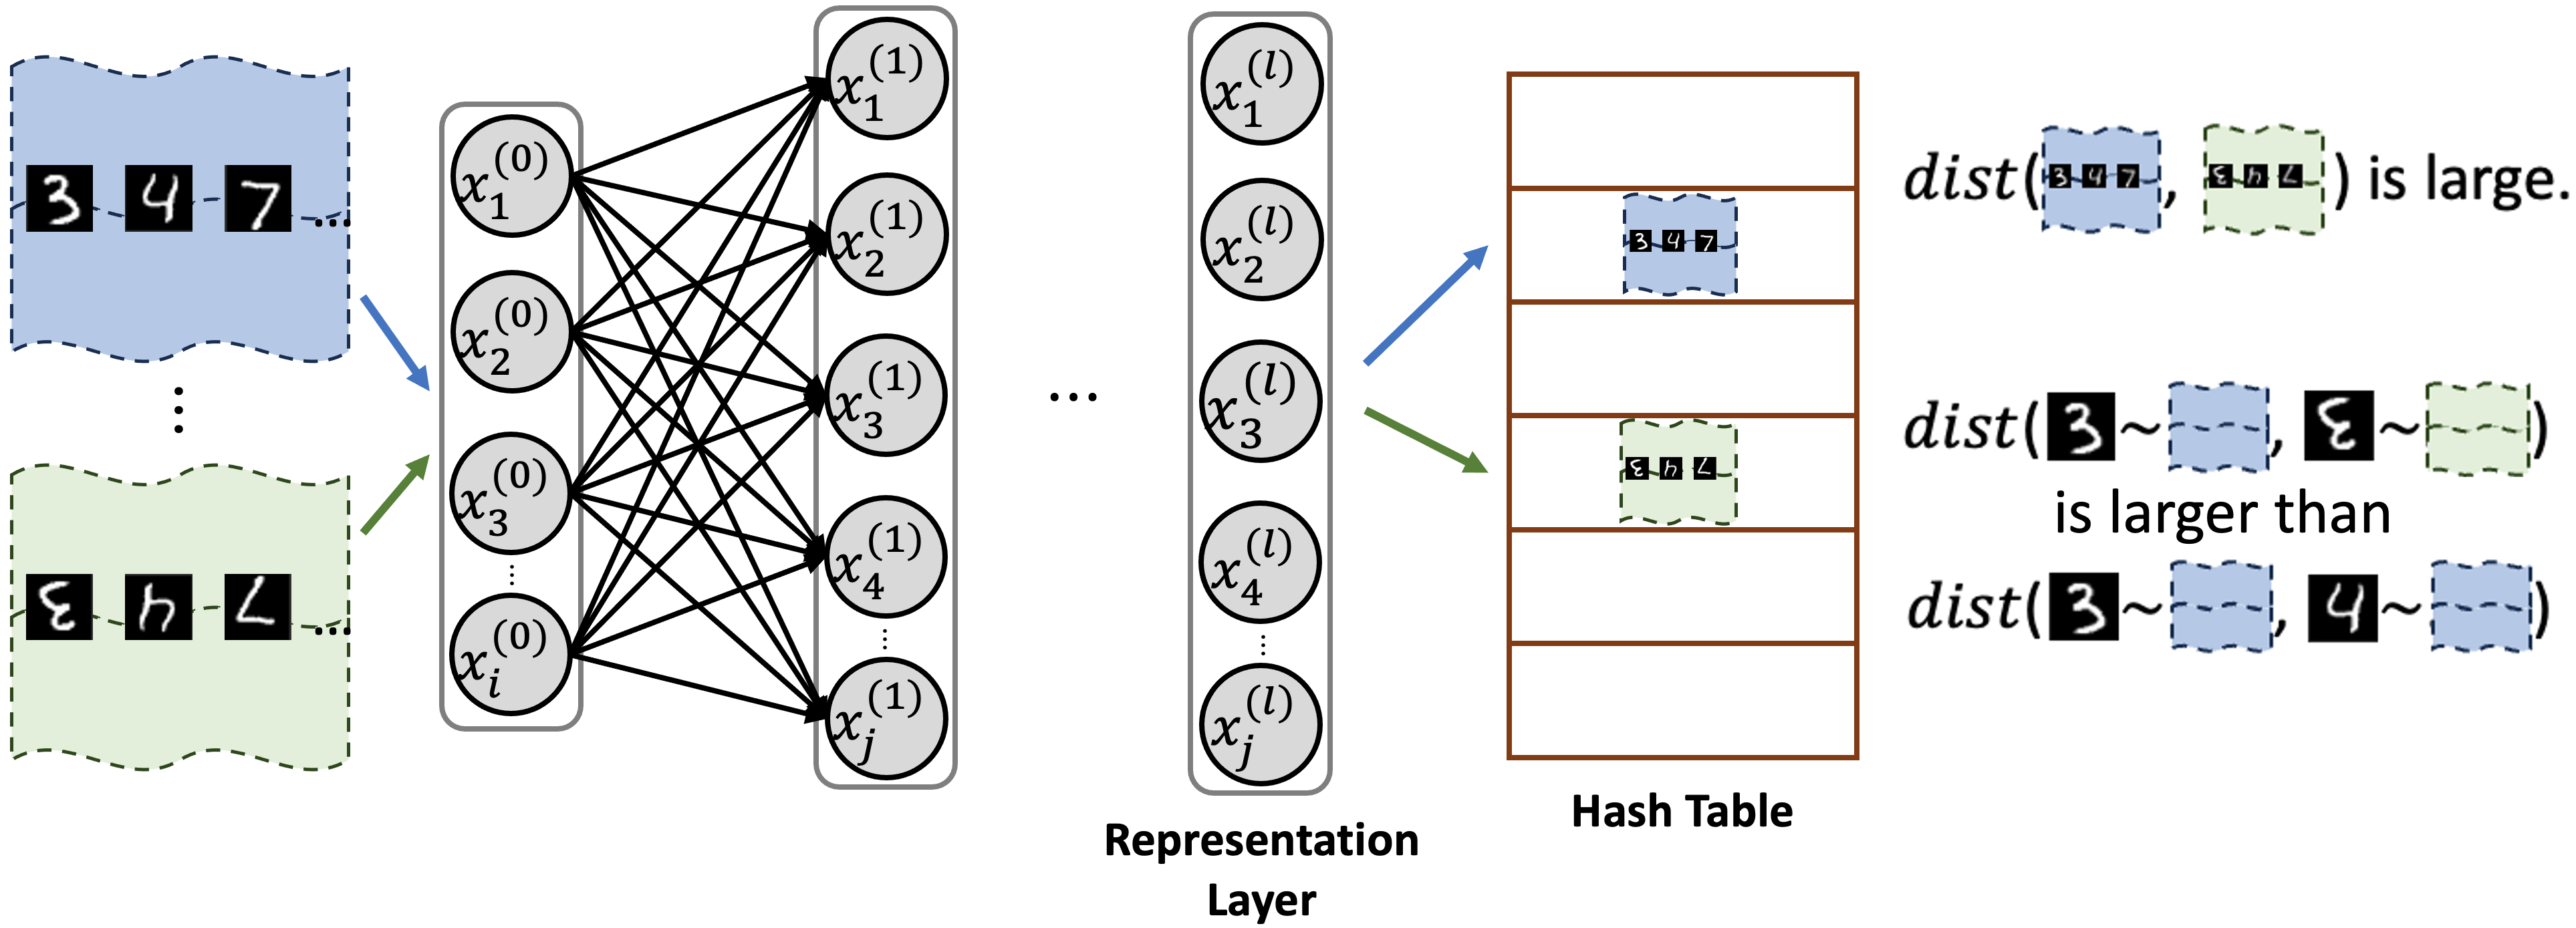 3 4 7 ...
⋮
3 4 7 ...
x_1^{(0)}
x_2^{(0)}
x_3^{(0)}
⋮
x_i^{(0)}
x_1^{(1)}
x_2^{(1)}
x_3^{(1)}
x_4^{(1)}
⋮
x_j^{(1)}
...
x_1^{(l)}
x_2^{(l)}
x_3^{(l)}
x_4^{(l)}
⋮
x_j^{(l)}
Representation
Layer
3 4 7
3 4 7
Hash Table
dist(3 4 7, 3 4 7) is large.
dist(3~, 3~)
is larger than
dist(3~, 4~)